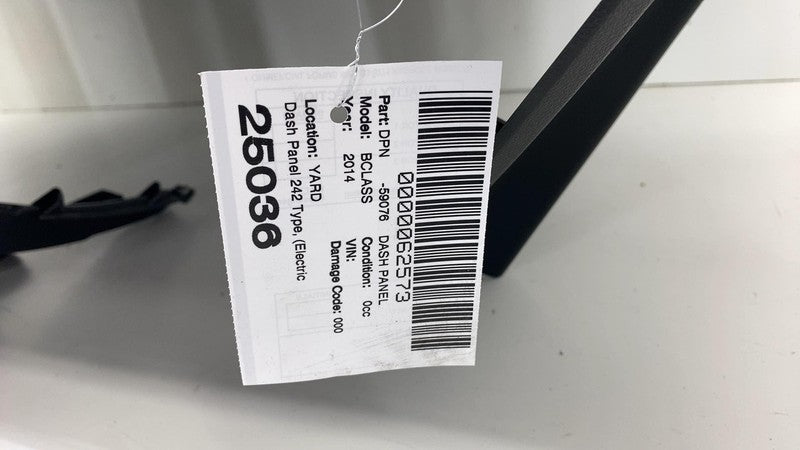 0000062573
Part: DPN -59076 DASH PANEL
Model: BCLASS Condition: 0cc
Year: 2014 VIN:
Damage Code: 000
Location: YARD
Dash Panel 242 Type, (Electric
25036